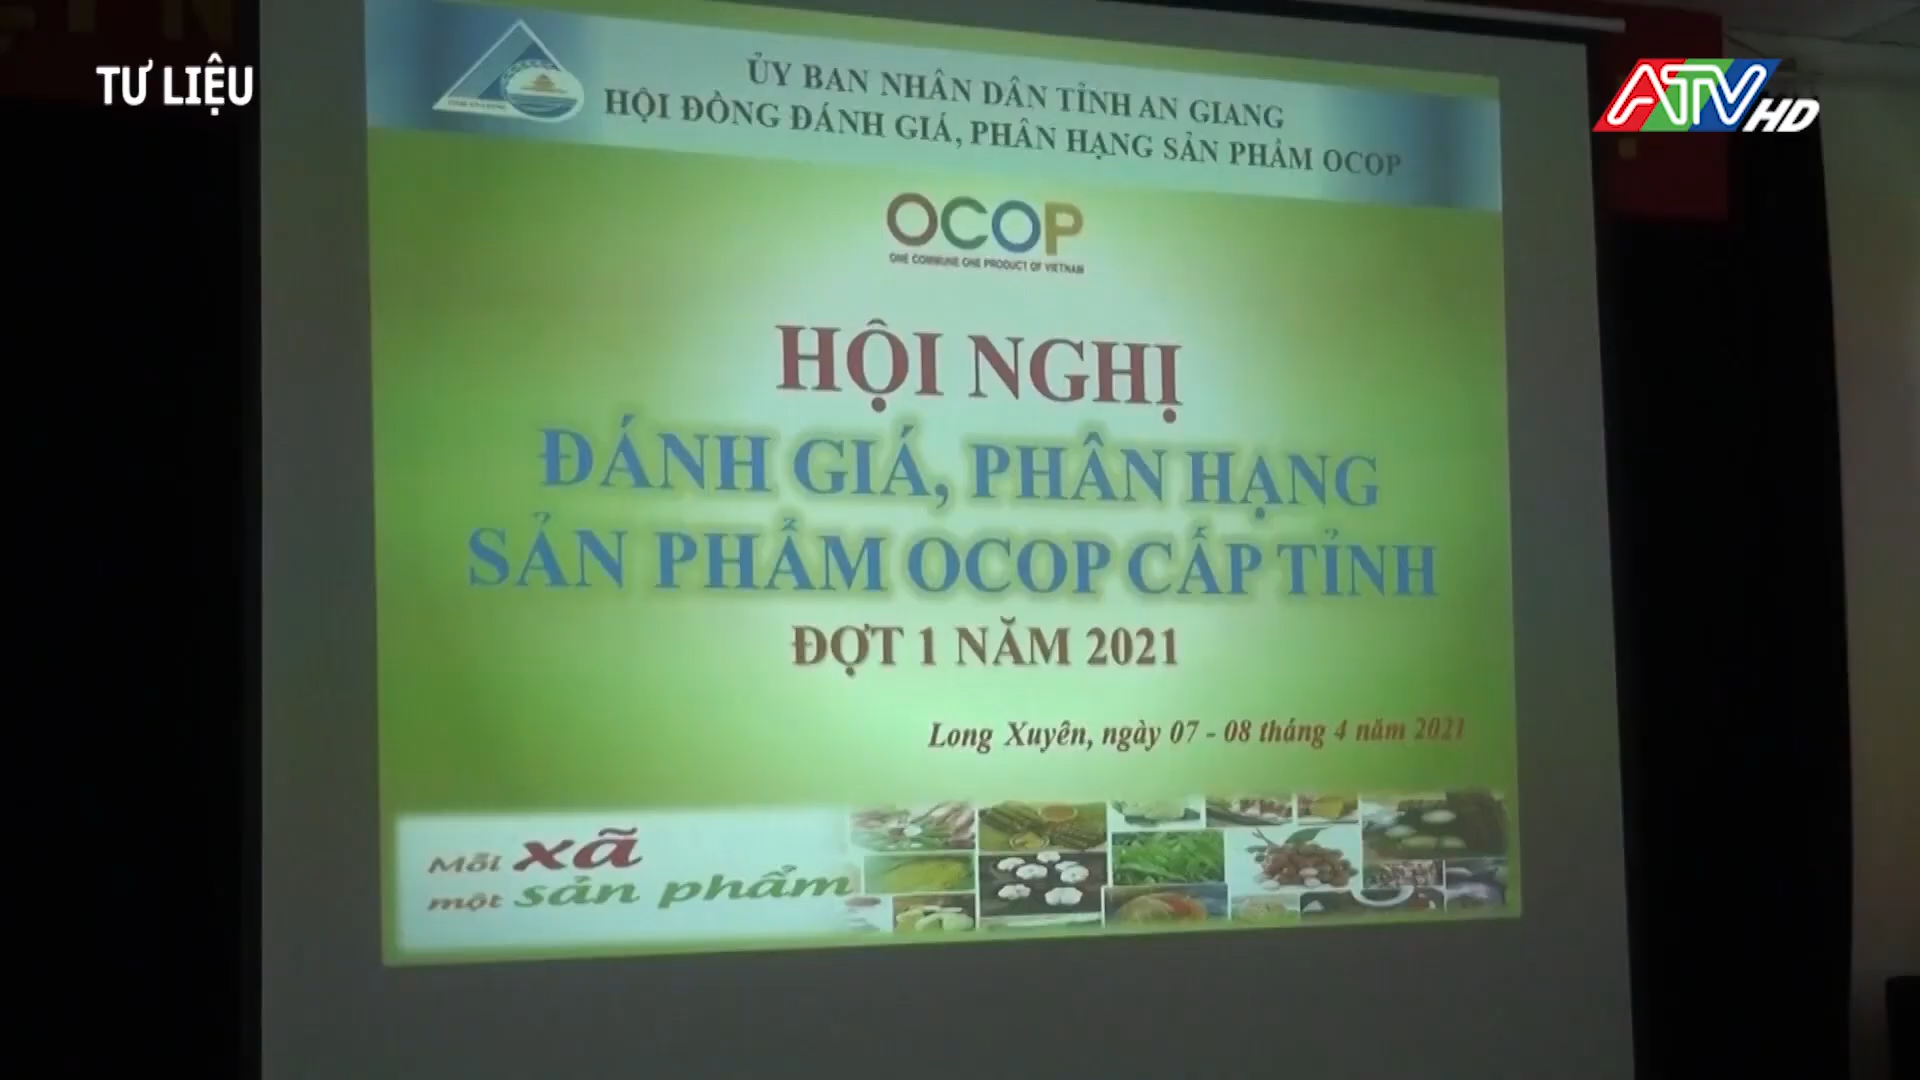 TƯ LIỆU
ATV HD
ỦY BAN NHÂN DÂN TỈNH AN GIANG
HỘI ĐỒNG ĐÁNH GIÁ, PHÂN HẠNG SẢN PHẨM OCOP
OCOP
ONE COMMUNE ONE PRODUCT OF VIETNAM
HỘI NGHỊ
ĐÁNH GIÁ, PHÂN HẠNG
SẢN PHẨM OCOP CẤP TỈNH
ĐỢT 1 NĂM 2021
Long Xuyên, ngày 07 - 08 tháng 4 năm 2021
Mỗi xã
một sản phẩm